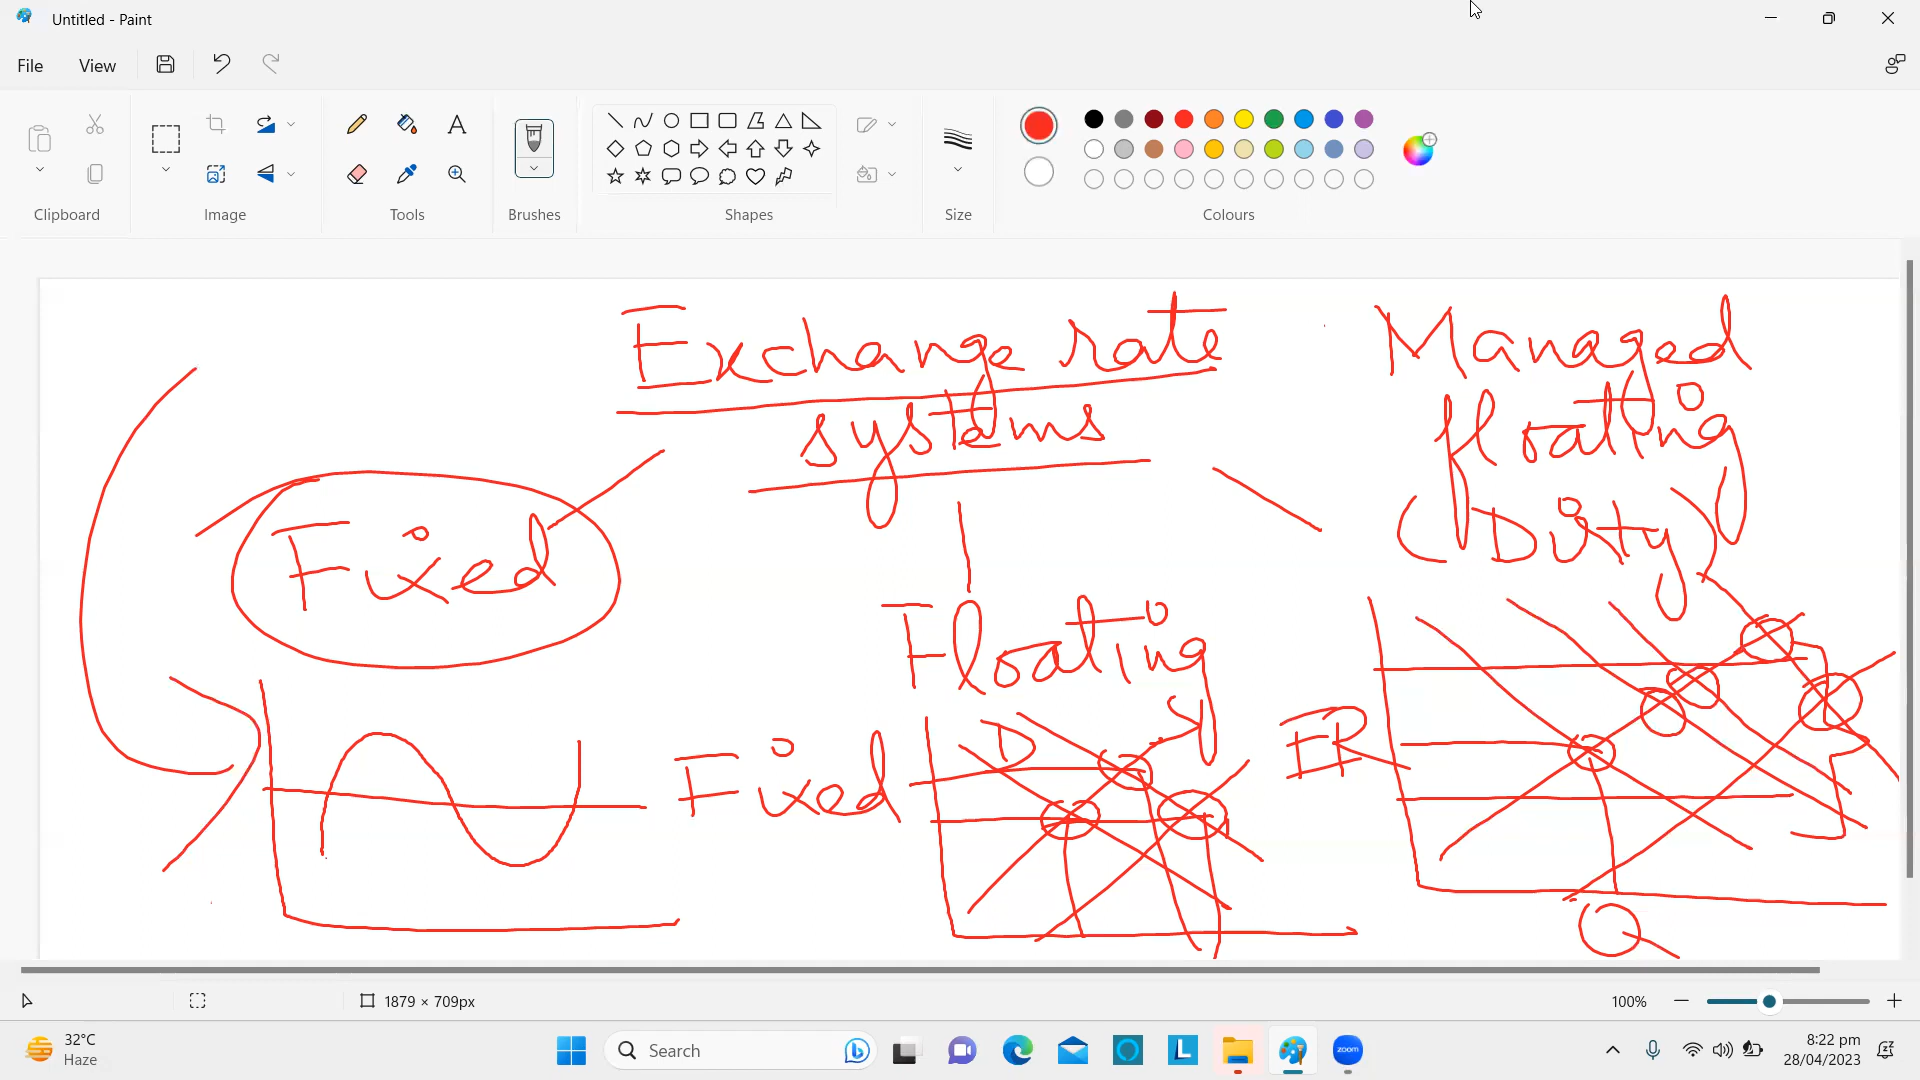 Untitled - Paint
File View
Clipboard
Image
Tools
Brushes
Shapes
Size
Colours
Exchange rate
systems
Managed
floating
(Dirty)
Fixed
Floating
Fixed
D
ER
Q
1879 × 709px
100%
32°C
Haze
Search
zoom
8:22 pm
28/04/2023